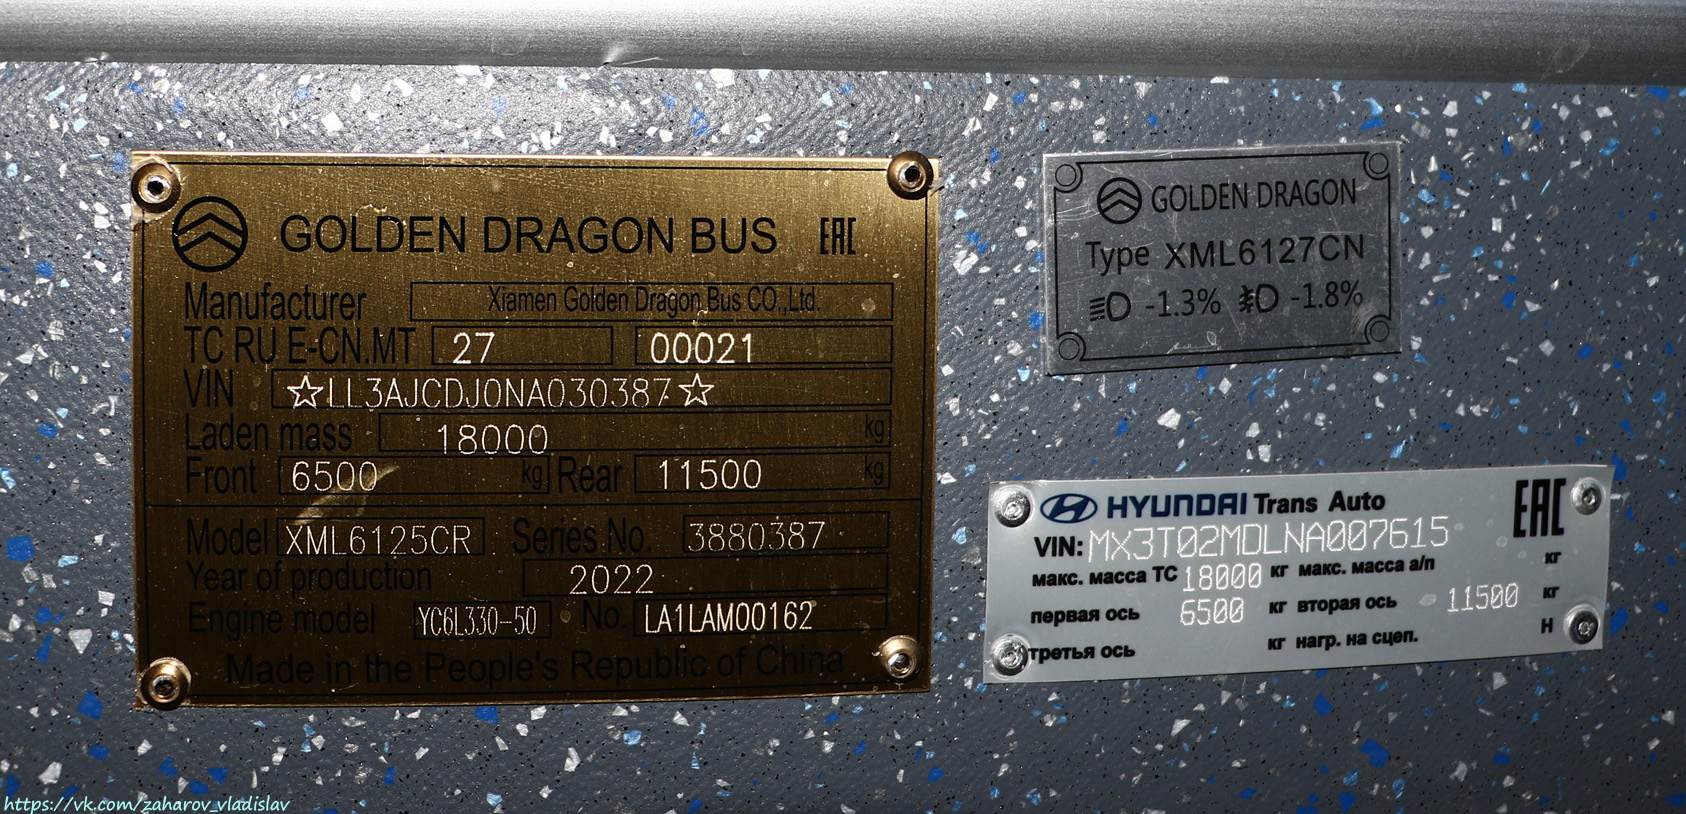 GOLDEN DRAGON BUS EAC
Manufacturer Xiamen Golden Dragon Bus CO.,Ltd.
TC RU E-CN.MT 27 00021
VIN ☆LL3AJCDJ0NA030387☆
Laden mass 18000 kg
Front 6500 kg Rear 11500 kg
Model XML6125CR Series No. 3880387
Year of production 2022
Engine model YC6L330-50 No. LA1LAM00162
Made in the People's Republic of China
GOLDEN DRAGON
Type XML6127CN
-1.3% -1.8%
HYUNDAI Trans Auto EAC
VIN: MX3T02MDLNA007615
макс. масса ТС 18000 кг макс. масса а/п кг
первая ось 6500 кг вторая ось 11500 кг
третья ось кг нагр. на сцеп. Н
https://vk.com/zaharov_vladislav